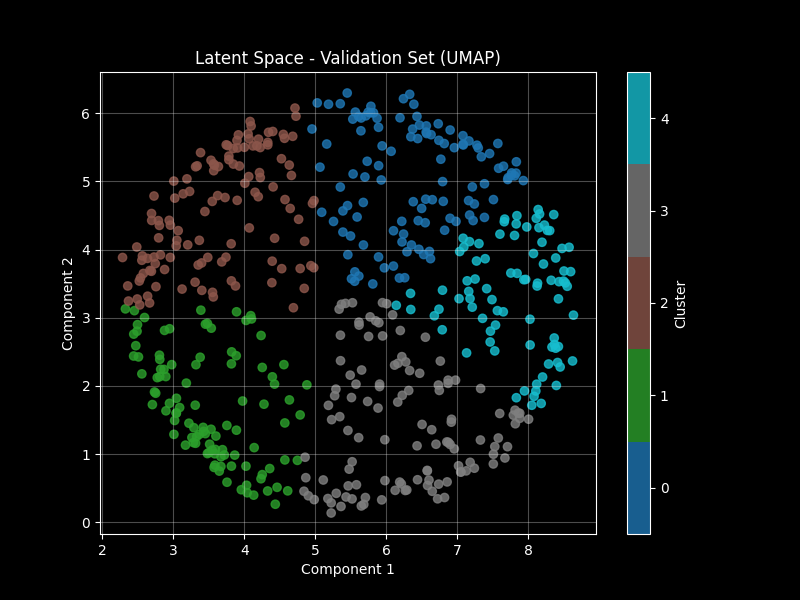 Latent Space - Validation Set (UMAP)
6
5
4
3
2
1
0
Component 2
2 3 4 5 6 7 8
Component 1
4
3
2
1
0
Cluster